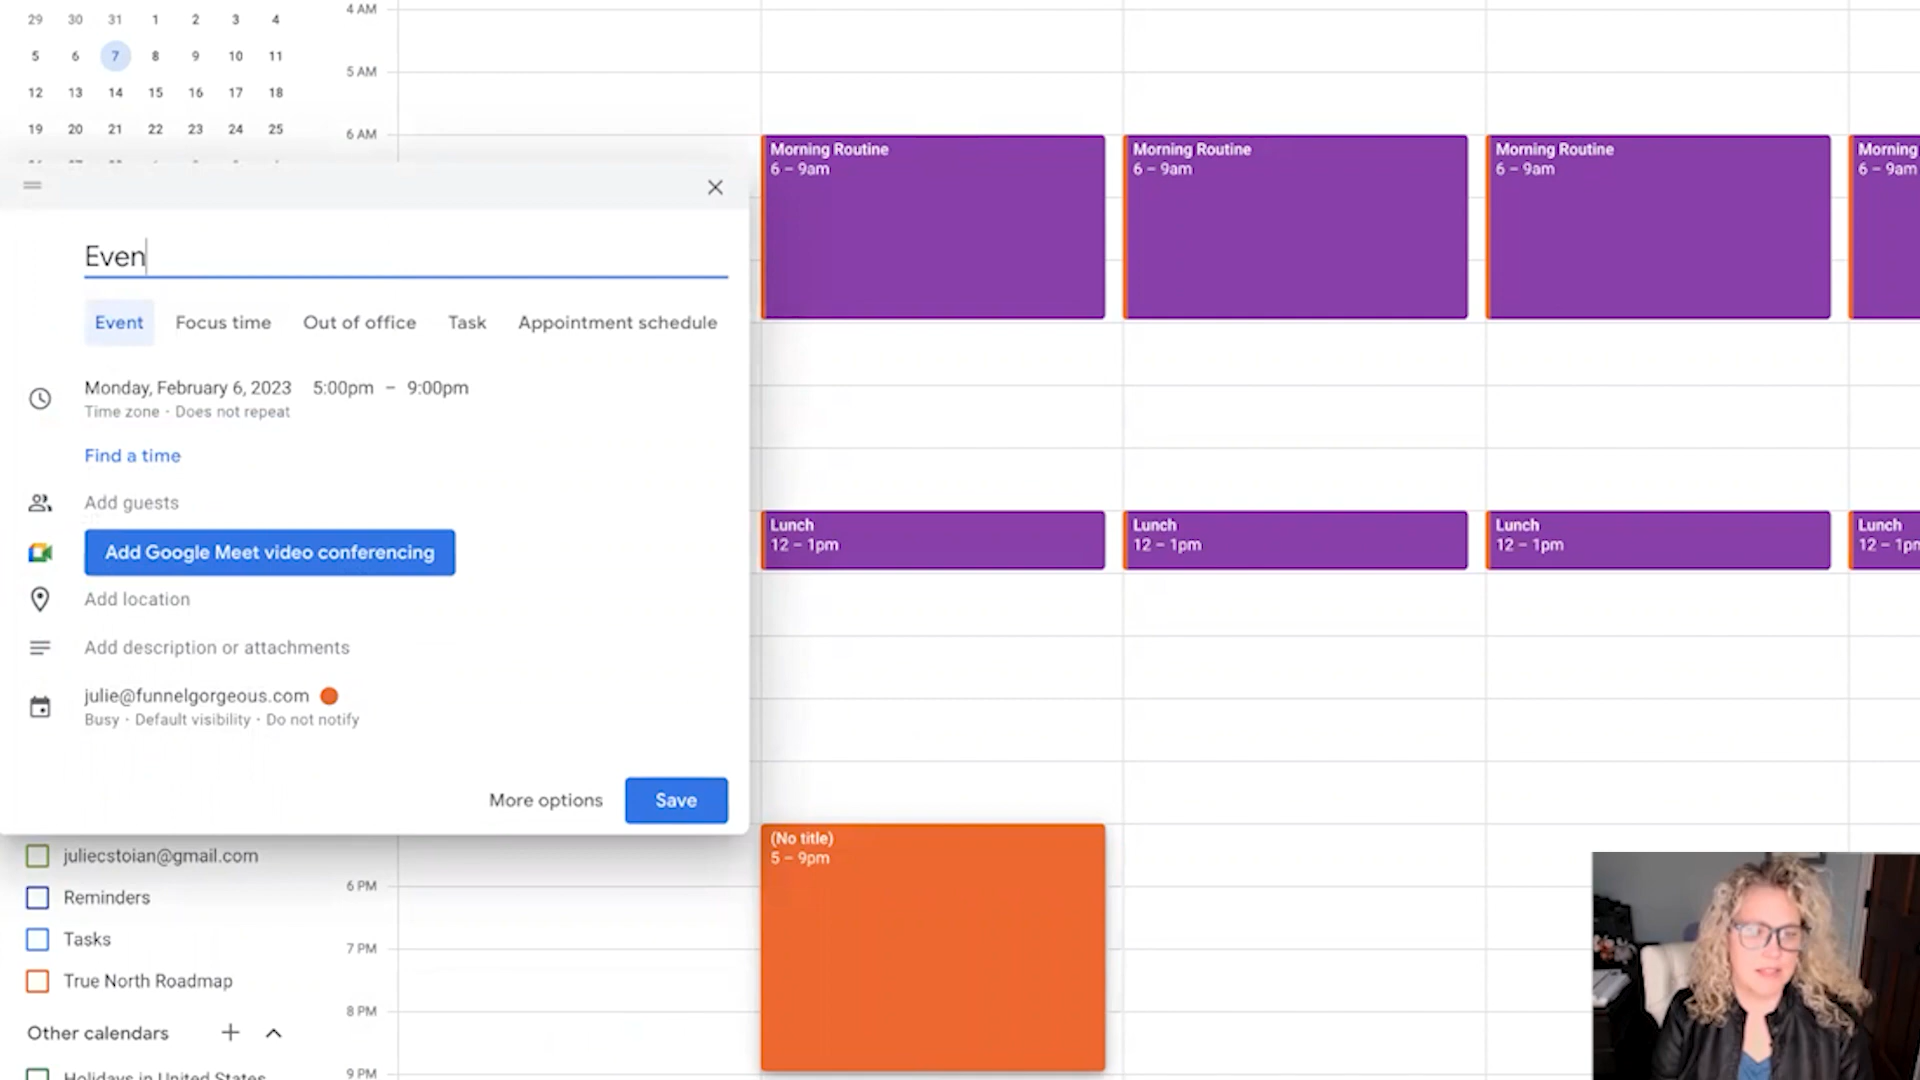 29 30 31 1 2 3 4
5 6 7 8 9 10 11
12 13 14 15 16 17 18
19 20 21 22 23 24 25
4 AM
5 AM
6 AM
Even
Event Focus time Out of office Task Appointment schedule
Monday, February 6, 2023 5:00pm – 9:00pm
Time zone · Does not repeat
Find a time
Add guests
Add Google Meet video conferencing
Add location
Add description or attachments
julie@funnelgorgeous.com
Busy · Default visibility · Do not notify
More options Save
juliecstoian@gmail.com
Reminders
Tasks
True North Roadmap
Other calendars
Holidays in United States
6 PM
7 PM
8 PM
9 PM
Morning Routine
6 – 9am
Morning Routine
6 – 9am
Morning Routine
6 – 9am
Morning
6 – 9am
Lunch
12 – 1pm
Lunch
12 – 1pm
Lunch
12 – 1pm
Lunch
12 – 1pm
(No title)
5 – 9pm